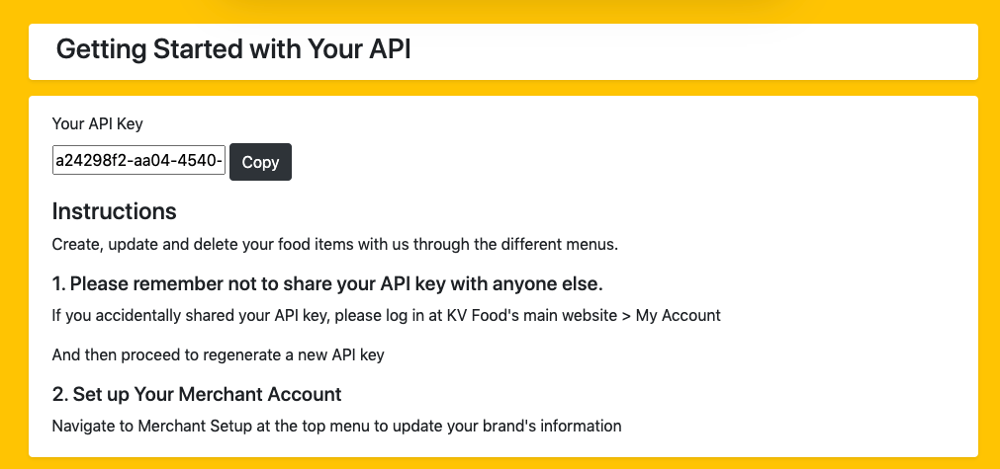 Getting Started with Your API
Your API Key
a24298f2-aa04-4540-
Copy
Instructions
Create, update and delete your food items with us through the different menus.
1. Please remember not to share your API key with anyone else.
If you accidentally shared your API key, please log in at KV Food's main website > My Account
And then proceed to regenerate a new API key
2. Set up Your Merchant Account
Navigate to Merchant Setup at the top menu to update your brand's information